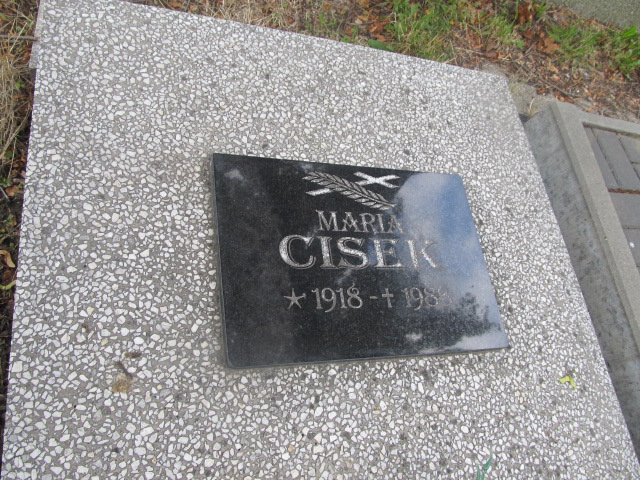 MARIA
CISEK
* 1918 - †